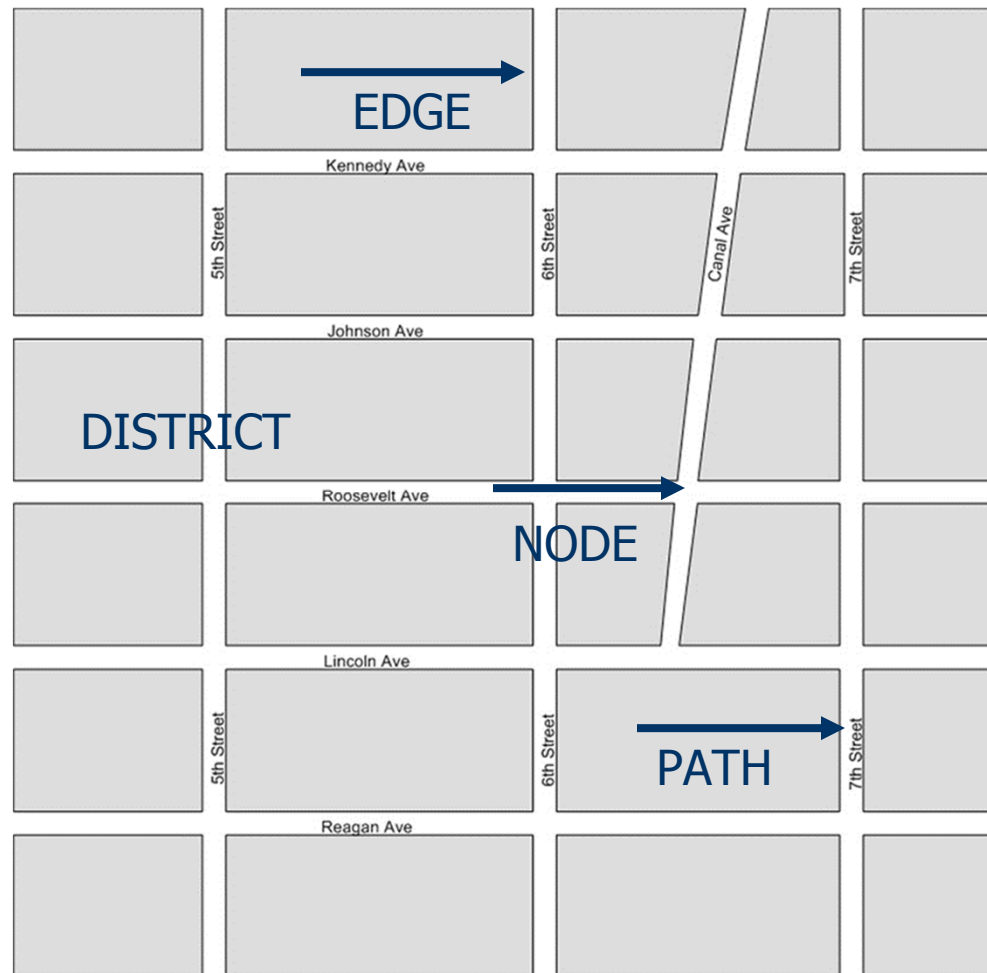 EDGE
Kennedy Ave
5th Street
6th Street
Canal Ave
7th Street
Johnson Ave
DISTRICT
Roosevelt Ave
NODE
Lincoln Ave
5th Street
6th Street
PATH
7th Street
Reagan Ave